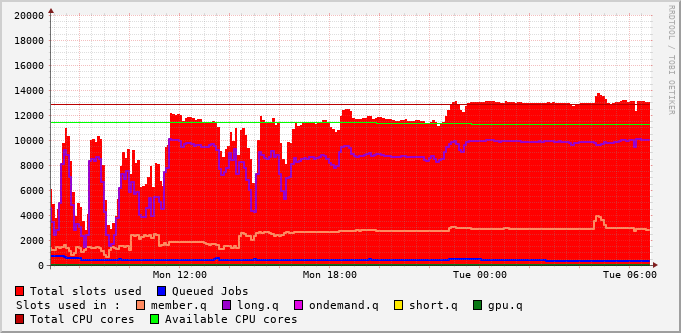 20000
18000
16000
14000
12000
10000
8000
6000
4000
2000
0
Mon 12:00 Mon 18:00 Tue 00:00 Tue 06:00
RRDTOOL / TOBI OETIKER
Total slots used Queued Jobs
Slots used in : member.q long.q ondemand.q short.q gpu.q
Total CPU cores Available CPU cores